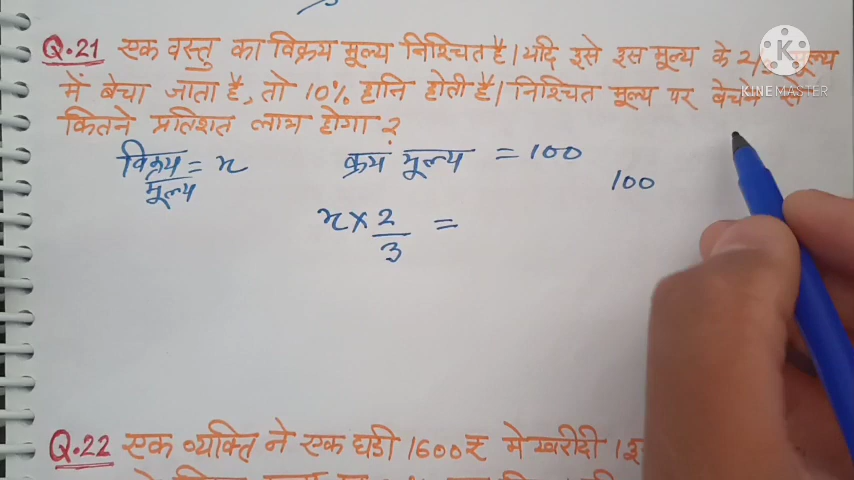 Q.21 एक वस्तु का विक्रय मूल्य निश्चित है। यदि इसे इस मूल्य के 2/3 मूल्य
में बेचा जाता है, तो 10% हानि होती है। निश्चित मूल्य पर बेचने से
कितने प्रतिशत लाभ होगा ?
विक्रय मूल्य = x क्रय मूल्य = 100
100
x × 2/3 =
Q.22 एक व्यक्ति ने एक घडी 1600₹ मे खरीदी।
KINEMASTER